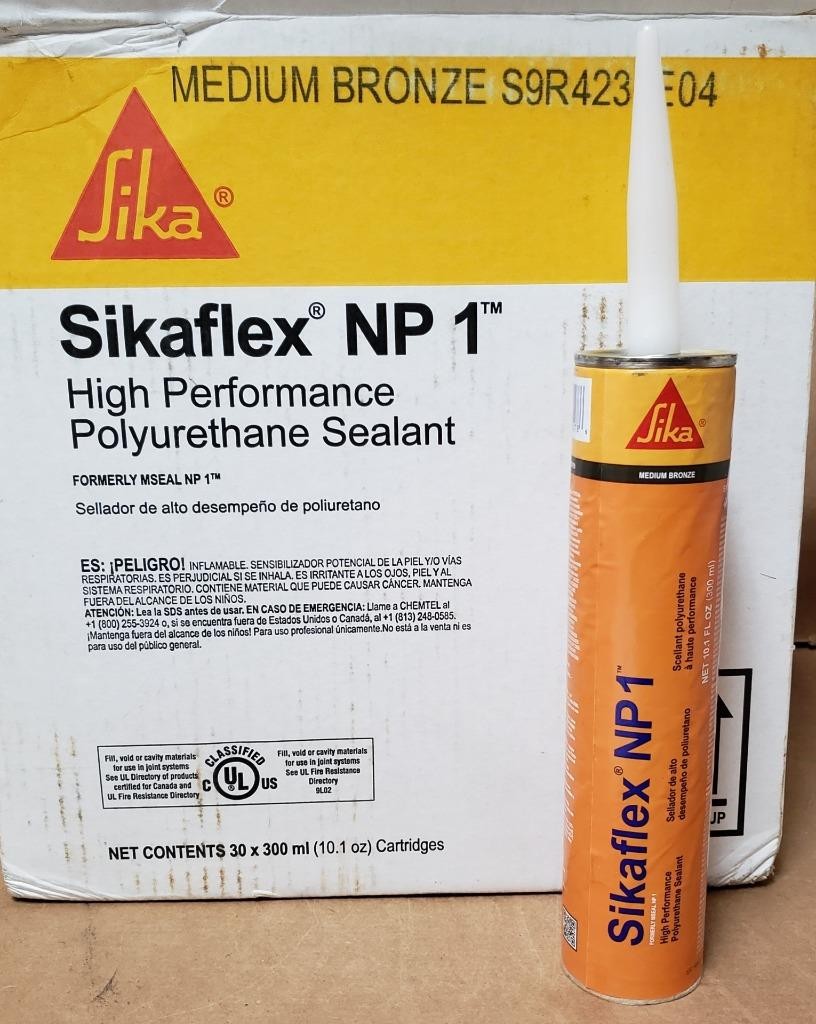 MEDIUM BRONZE S9R423 E04
Sika®
Sikaflex® NP 1™
High Performance
Polyurethane Sealant
FORMERLY MSEAL NP 1™
Sellador de alto desempeño de poliuretano
ES: ¡PELIGRO! INFLAMABLE. SENSIBILIZADOR POTENCIAL DE LA PIEL Y/O VÍAS
RESPIRATORIAS. ES PERJUDICIAL SI SE INHALA. ES IRRITANTE A LOS OJOS, PIEL Y AL
SISTEMA RESPIRATORIO. CONTIENE MATERIAL QUE PUEDE CAUSAR CÁNCER. MANTENGA
FUERA DEL ALCANCE DE LOS NIÑOS.
ATENCIÓN: Lea la SDS antes de usar. EN CASO DE EMERGENCIA: Llame a CHEMTEL al
+1 (800) 255-3924 o, si se encuentra fuera de Estados Unidos o Canadá, al +1 (813) 248-0585.
¡Mantenga fuera del alcance de los niños! Para uso profesional únicamente.No está a la venta ni es
para uso del público general.
Fill, void or cavity materials
for use in joint systems
See UL Directory of products
certified for Canada and
UL Fire Resistance Directory
CLASSIFIED
C UL® US
Fill, void or cavity materials
for use in joint systems
See UL Fire Resistance
Directory
9L02
NET CONTENTS 30 x 300 ml (10.1 oz) Cartridges
UP
Sika®
MEDIUM BRONZE
Sikaflex® NP 1™
FORMERLY MSEAL NP 1
High Performance
Polyurethane Sealant
Sellador de alto
desempeño de poliuretano
Scellant polyuréthane
à haute performance
NET 10.1 FL OZ (300 ml)